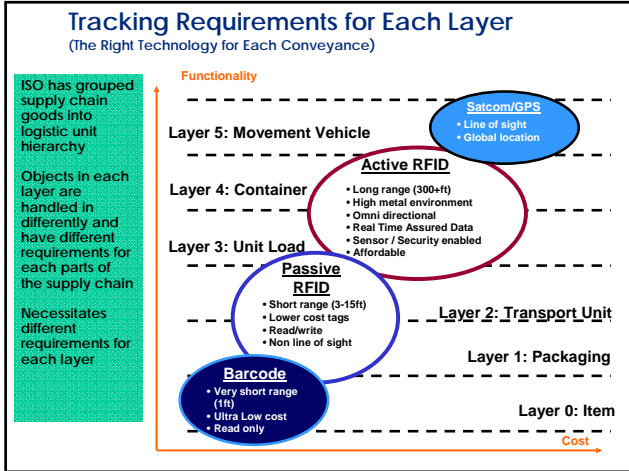 Tracking Requirements for Each Layer
(The Right Technology for Each Conveyance)
ISO has grouped
supply chain
goods into
logistic unit
hierarchy
Objects in each
layer are
handled in
differently and
have different
requirements for
each parts of
the supply chain
Necessitates
different
requirements for
each layer
Functionality
Satcom/GPS
• Line of sight
• Global location
Layer 5: Movement Vehicle
Active RFID
• Long range (300+ft)
• High metal environment
• Omni directional
• Real Time Assured Data
• Sensor / Security enabled
• Affordable
Layer 4: Container
Layer 3: Unit Load
Passive
RFID
• Short range (3-15ft)
• Lower cost tags
• Read/write
• Non line of sight
Layer 2: Transport Unit
Layer 1: Packaging
Barcode
• Very short range
(1ft)
• Ultra Low cost
• Read only
Layer 0: Item
Cost